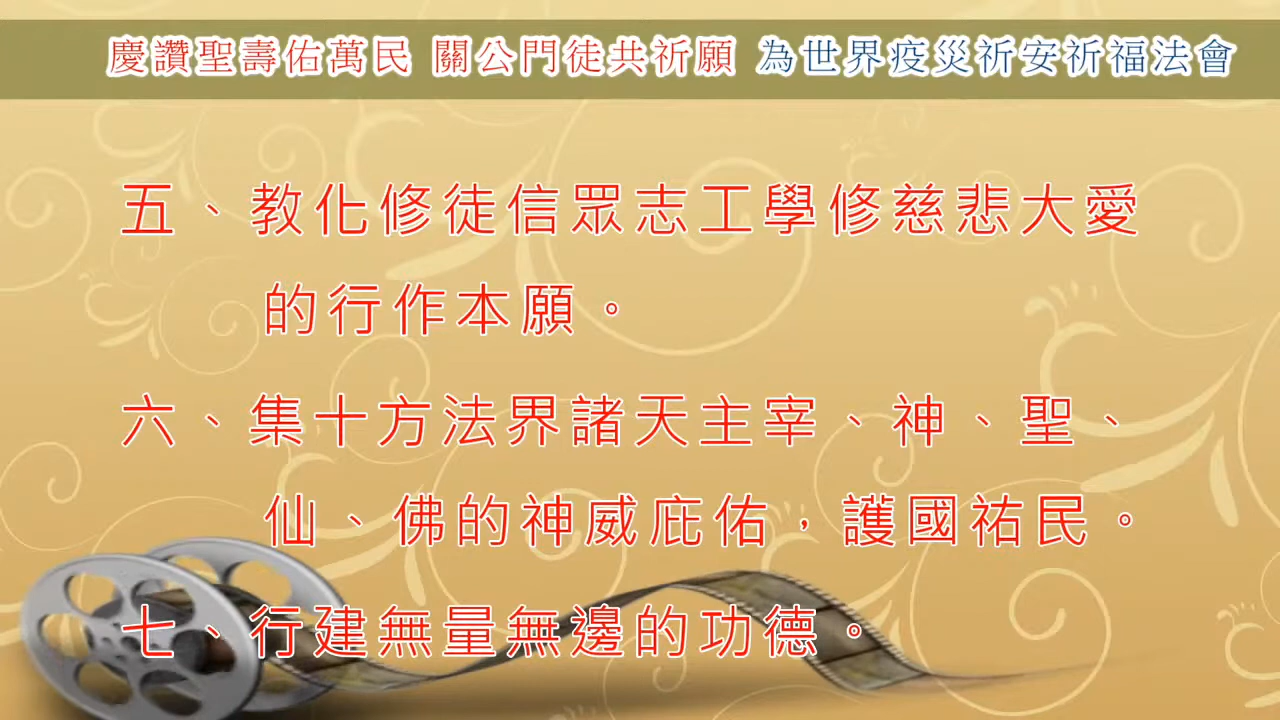 慶讚聖壽佑萬民 關公門徒共祈願 為世界疫災祈安祈福法會
五、教化修徒信眾志工學修慈悲大愛
的行作本願。
六、集十方法界諸天主宰、神、聖、
仙、佛的神威庇佑，護國祐民。
七、行建無量無邊的功德。